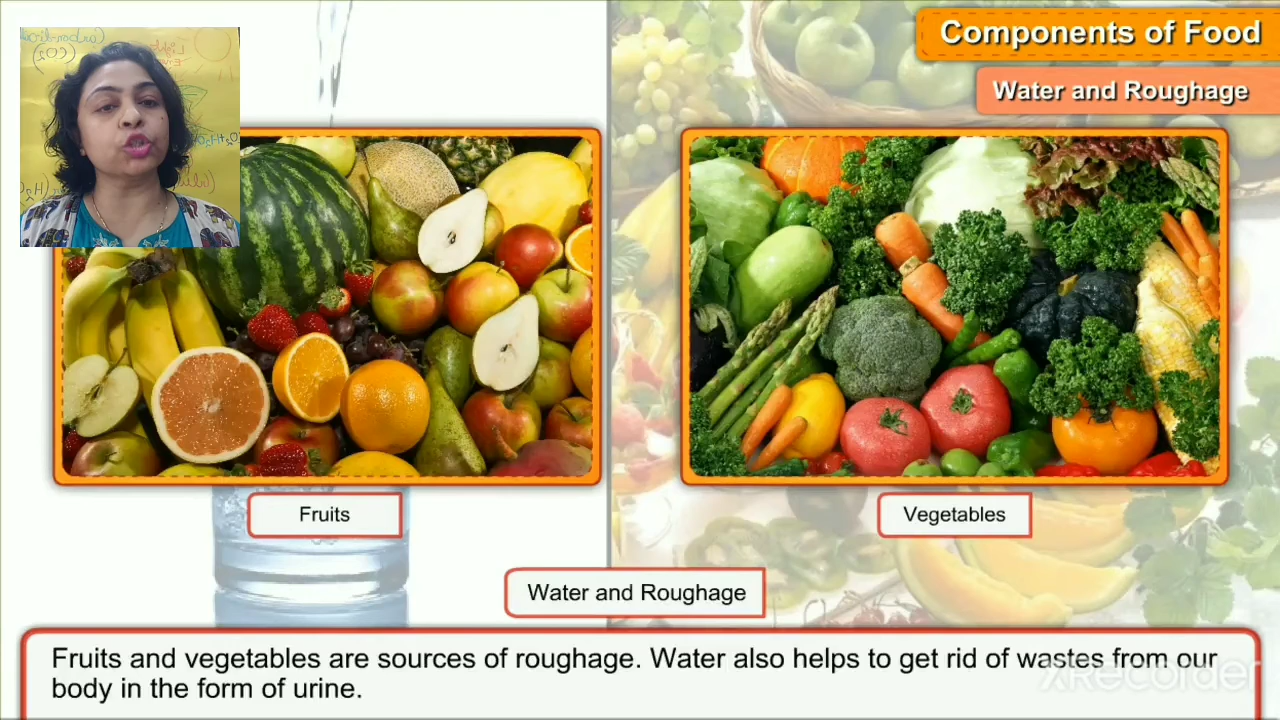 Components of Food
Water and Roughage
Fruits
Vegetables
Water and Roughage
Fruits and vegetables are sources of roughage. Water also helps to get rid of wastes from our
body in the form of urine.
XRecorder